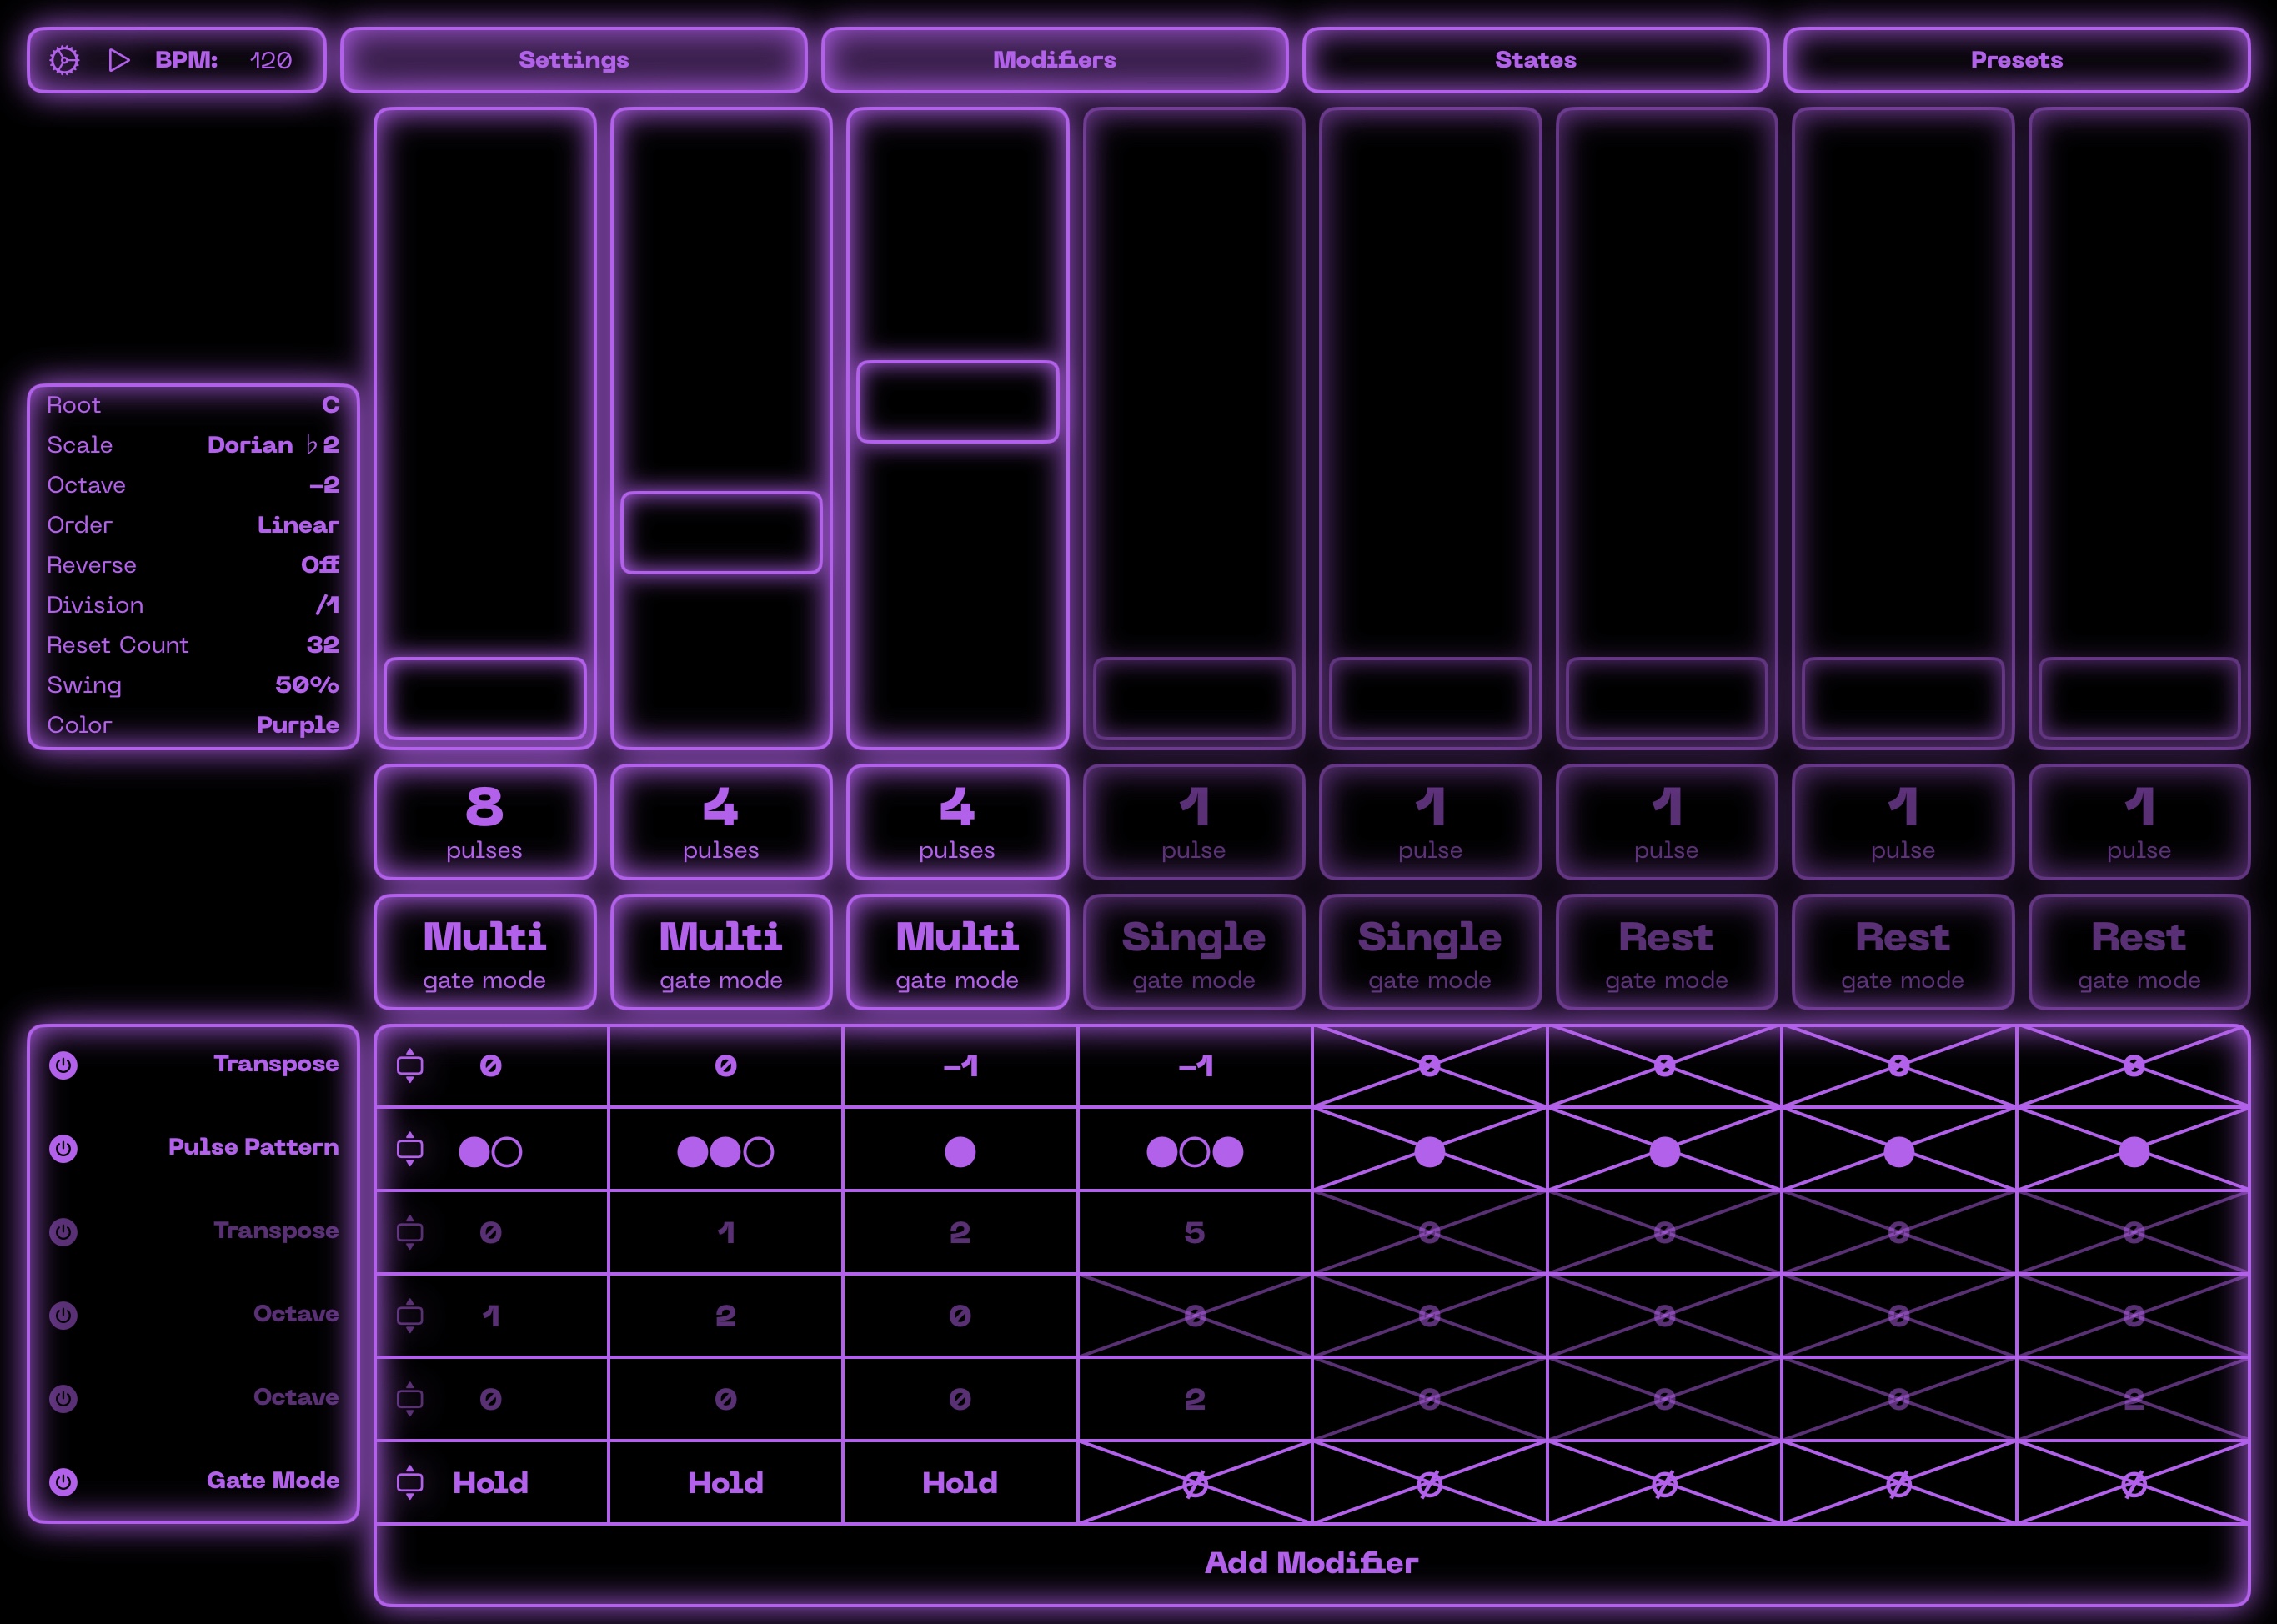 BPM: 120 Settings Modifiers States Presets
Root C
Scale Dorian ♭2
Octave –2
Order Linear
Reverse Off
Division /1
Reset Count 32
Swing 50%
Color Purple
8 4 4 1 1 1 1 1
pulses pulses pulses pulse pulse pulse pulse pulse
Multi Multi Multi Single Single Rest Rest Rest
gate mode gate mode gate mode gate mode gate mode gate mode gate mode gate mode
Transpose 0 0 –1 –1 0 0 0 0
Pulse Pattern
Transpose 0 1 2 5 0 0 0 0
Octave 1 2 0 0 0 0 0 0
Octave 0 0 0 2 0 0 0 2
Gate Mode Hold Hold Hold Ø Ø Ø Ø Ø
Add Modifier